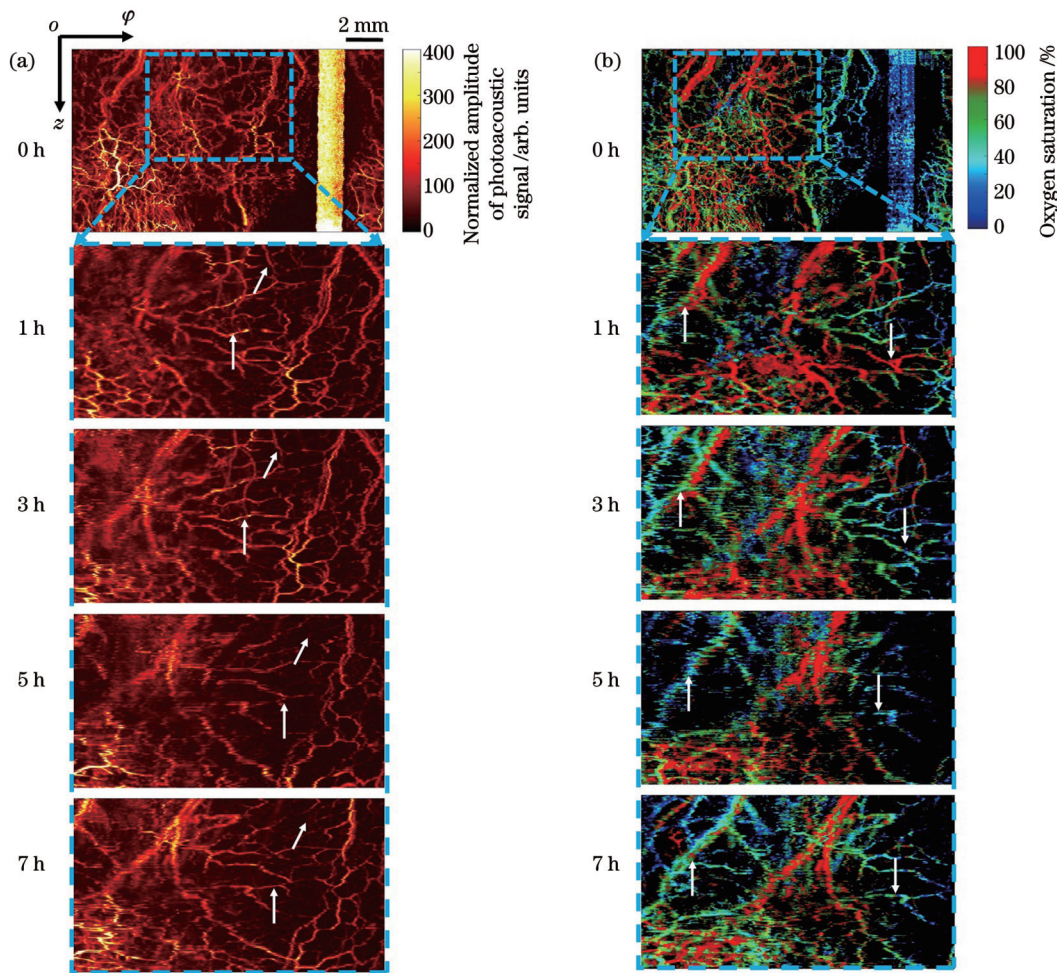 (a)
o
φ
z
2 mm
400
300
200
100
0
Normalized amplitude
of photoacoustic
signal /arb. units
0 h
1 h
3 h
5 h
7 h
(b)
100
80
60
40
20
0
Oxygen saturation /%
0 h
1 h
3 h
5 h
7 h